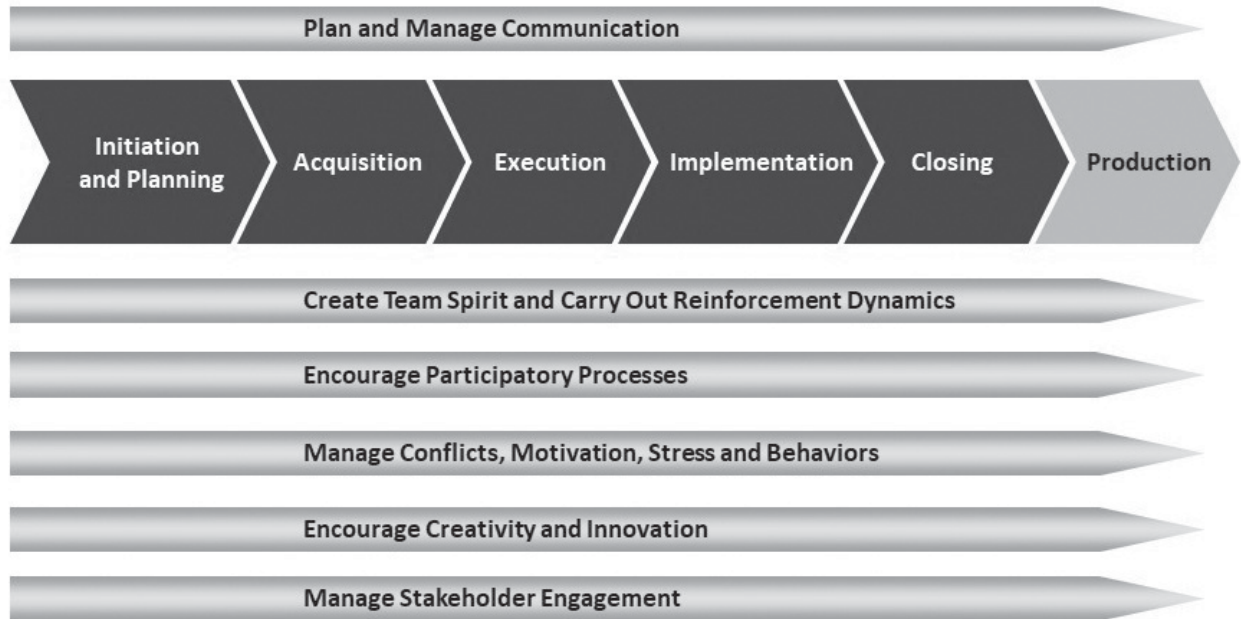 Plan and Manage Communication
Initiation
and Planning
Acquisition
Execution
Implementation
Closing
Production
Create Team Spirit and Carry Out Reinforcement Dynamics
Encourage Participatory Processes
Manage Conflicts, Motivation, Stress and Behaviors
Encourage Creativity and Innovation
Manage Stakeholder Engagement